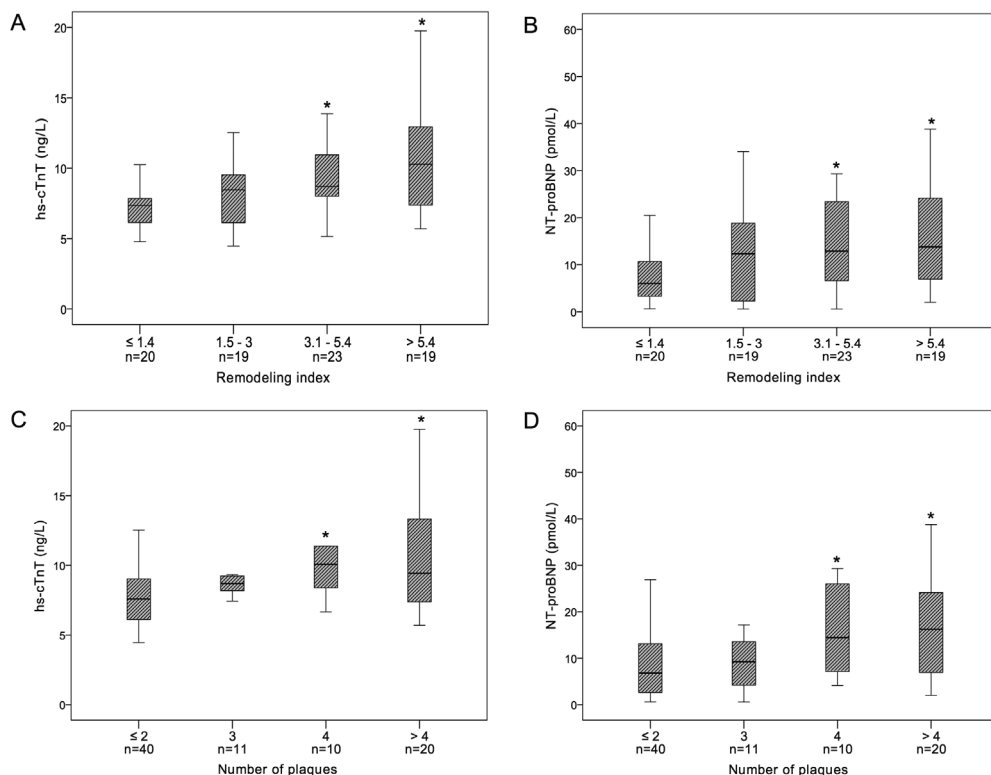 A
hs-cTnT (ng/L)
20
15
10
5
0
*
*
≤ 1.4
1.5 - 3
3.1 - 5.4
> 5.4
n=20
n=19
n=23
n=19
Remodeling index
B
NT-proBNP (pmol/L)
60
50
40
30
20
10
0
*
*
≤ 1.4
1.5 - 3
3.1 - 5.4
> 5.4
n=20
n=19
n=23
n=19
Remodeling index
C
hs-cTnT (ng/L)
20
15
10
5
0
*
*
≤ 2
3
4
> 4
n=40
n=11
n=10
n=20
Number of plaques
D
NT-proBNP (pmol/L)
60
50
40
30
20
10
0
*
*
≤ 2
3
4
> 4
n=40
n=11
n=10
n=20
Number of plaques